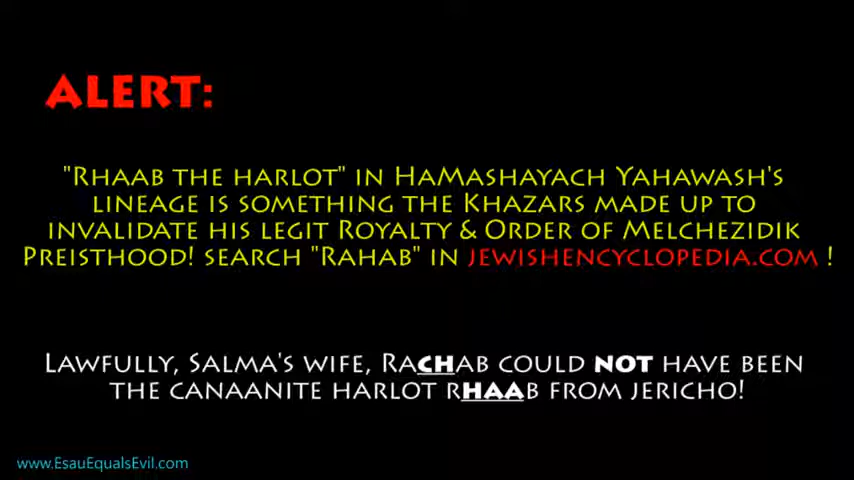 ALERT:
"Rhaab the harlot" in HaMashayach Yahawash's
lineage is something the Khazars made up to
invalidate his legit Royalty & Order of Melchezidik
Preisthood! search "Rahab" in jewishencyclopedia.com !
Lawfully, Salma's wife, Rachab could not have been
the canaanite harlot rhaab from jericho!
www.EsauEqualsEvil.com